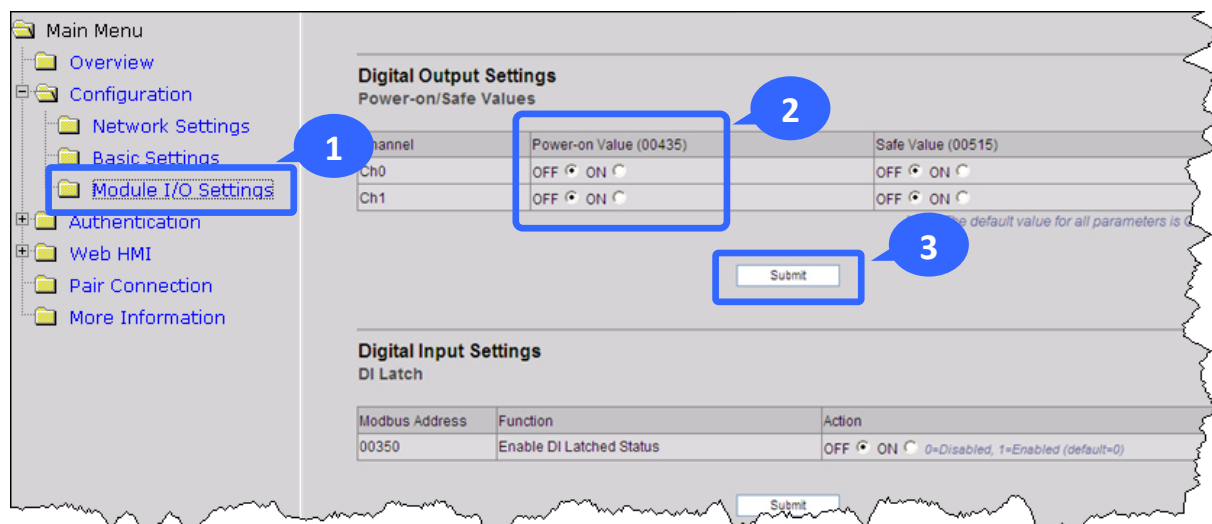 Main Menu
Overview
Configuration
Network Settings
Basic Settings
Module I/O Settings
Authentication
Web HMI
Pair Connection
More Information
1
Digital Output Settings
Power-on/Safe Values
2
Channel Power-on Value (00435) Safe Value (00515)
Ch0 OFF ON OFF ON
Ch1 OFF ON OFF ON
default value for all parameters is
3
Submit
Digital Input Settings
DI Latch
Modbus Address Function Action
00350 Enable DI Latched Status OFF ON 0=Disabled, 1=Enabled (default=0)
Submit